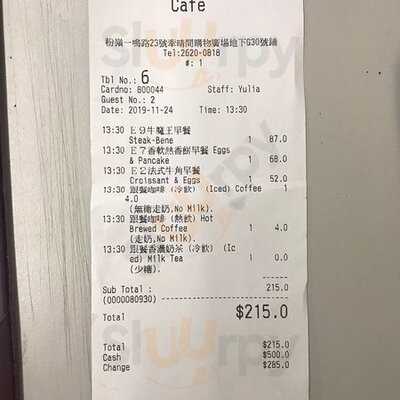 Cafe
粉嶺一鳴路23號牽晴間購物廣場地下G30號鋪
Tel:2620-0818
#: 1
Tbl No.: 6
Cardno: B00044 Staff: Yulia
Guest No.: 2
Date: 2019-11-24 Time: 13:30
13:30 E9牛魔王早餐
Steak-Bene 1 87.0
13:30 E7香軟熱香餅早餐 Eggs
& Pancake 1 68.0
13:30 E2法式牛角早餐
Croissant & Eggs 1 52.0
13:30 跟餐咖啡 (冷飲) (Iced) Coffee 1
4.0
(無糖走奶,No Milk).
13:30 跟餐咖啡 (熱飲) Hot
Brewed Coffee 1 4.0
(走奶,No Milk).
13:30 跟餐香濃奶茶 (冷飲) (Ic
ed) Milk Tea 1 0.0
(少糖).
Sub Total : 215.0
(0000080930)
Total $215.0
Total $215.0
Cash $500.0
Change $285.0
Sluurpy
Sluurpy